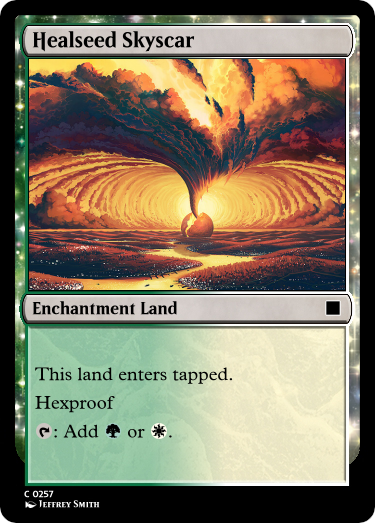 Healseed Skyscar
Enchantment Land
This land enters tapped.
Hexproof
: Add or .
C 0257
Jeffrey Smith